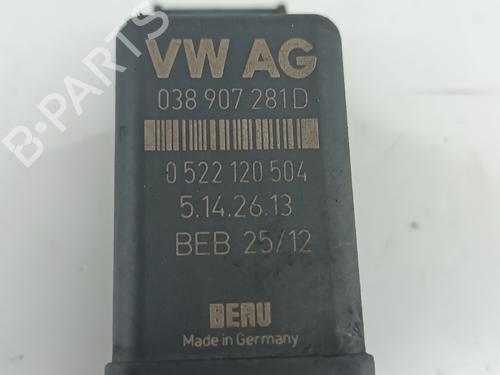 VW AG
038 907 281D
0 522 120 504
5.14.26.13
BEB 25/12
BERU
Made in Germany
B-PARTS